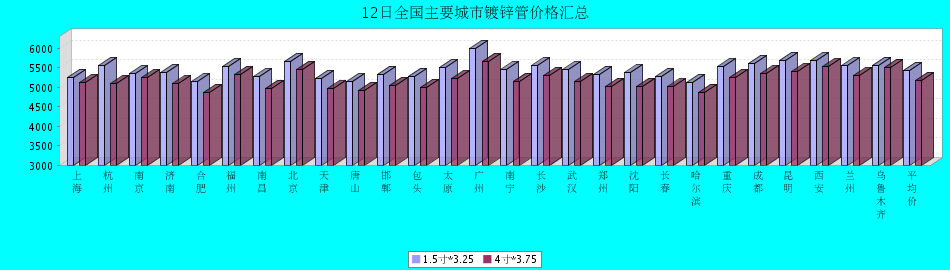 12日全国主要城市镀锌管价格汇总
6000
5500
5000
4500
4000
3500
3000
上海 杭州 南京 济南 合肥 福州 南昌 北京 天津 唐山 邯郸 包头 太原 广州 南宁 长沙 武汉 郑州 沈阳 长春 哈尔滨 重庆 成都 昆明 西安 兰州 乌鲁木齐 平均价
1.5寸*3.25 4寸*3.75